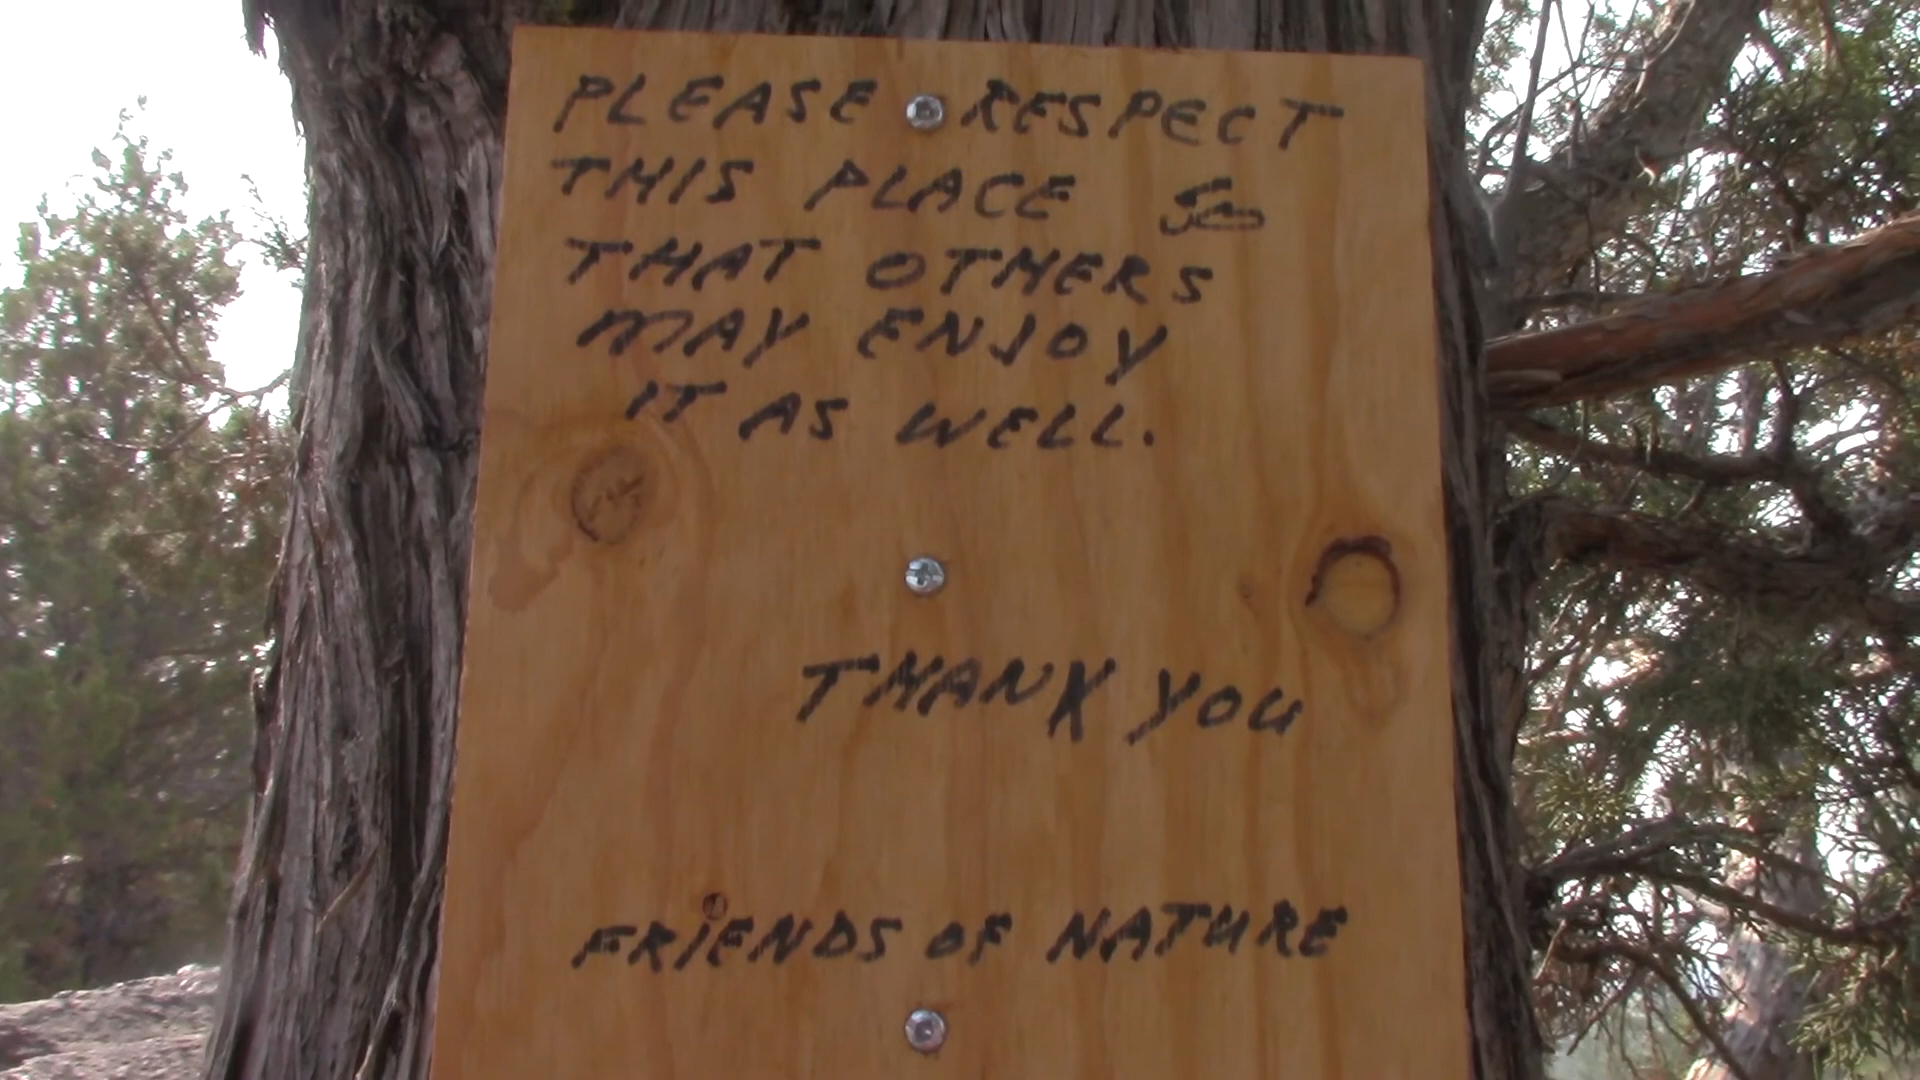 PLEASE RESPECT
THIS PLACE SO
THAT OTHERS
MAY ENJOY
IT AS WELL.
THANK YOU
FRIENDS OF NATURE